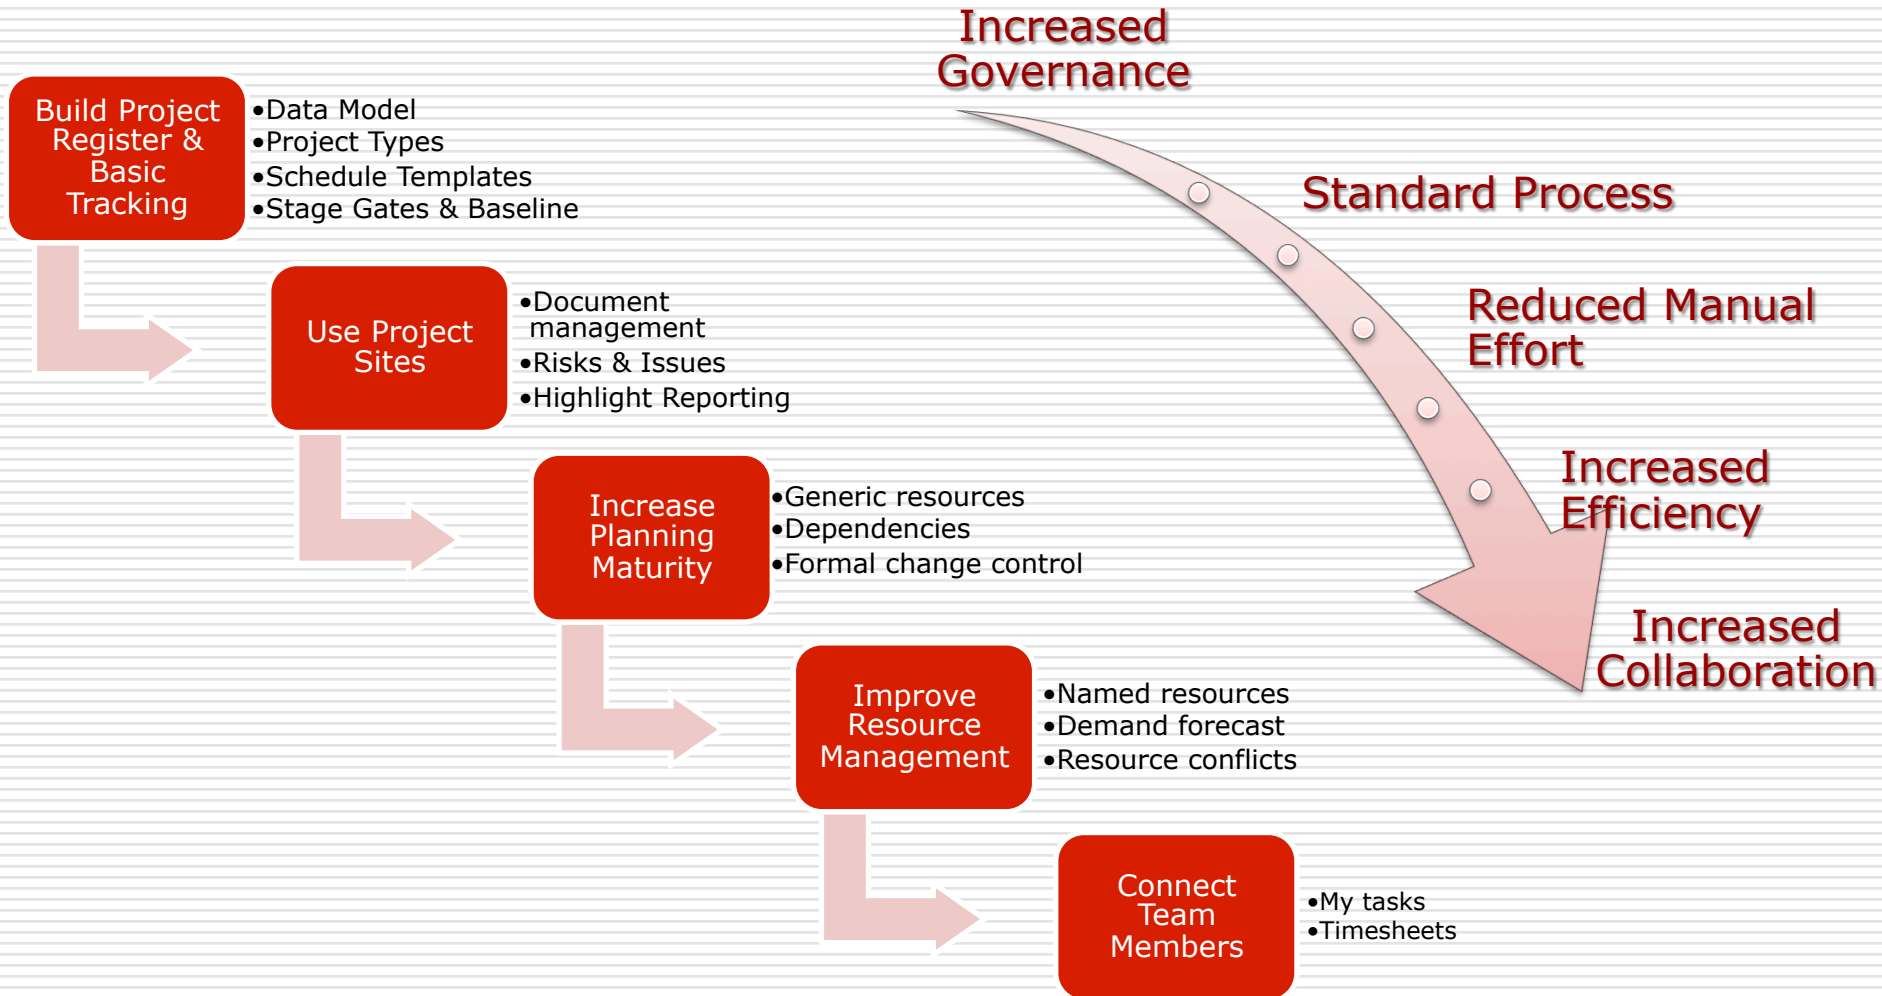 Increased
Governance
Build Project
Register &
Basic
Tracking
•Data Model
•Project Types
•Schedule Templates
•Stage Gates & Baseline
Standard Process
Use Project
Sites
•Document
management
•Risks & Issues
•Highlight Reporting
Reduced Manual
Effort
Increase
Planning
Maturity
•Generic resources
•Dependencies
•Formal change control
Increased
Efficiency
Improve
Resource
Management
•Named resources
•Demand forecast
•Resource conflicts
Increased
Collaboration
Connect
Team
Members
•My tasks
•Timesheets